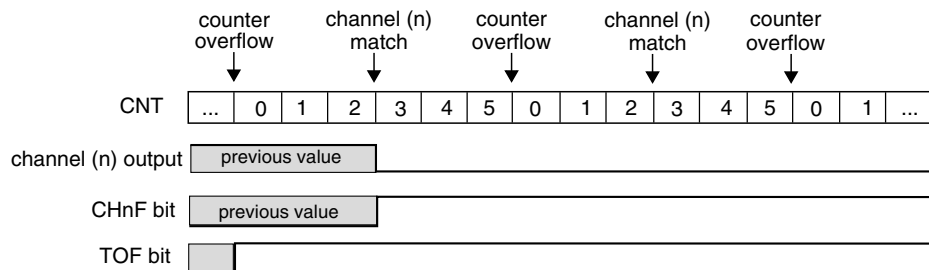 counter overflow
channel (n) match
counter overflow
channel (n) match
counter overflow
CNT ... 0 1 2 3 4 5 0 1 2 3 4 5 0 1 ...
channel (n) output previous value
CHnF bit previous value
TOF bit